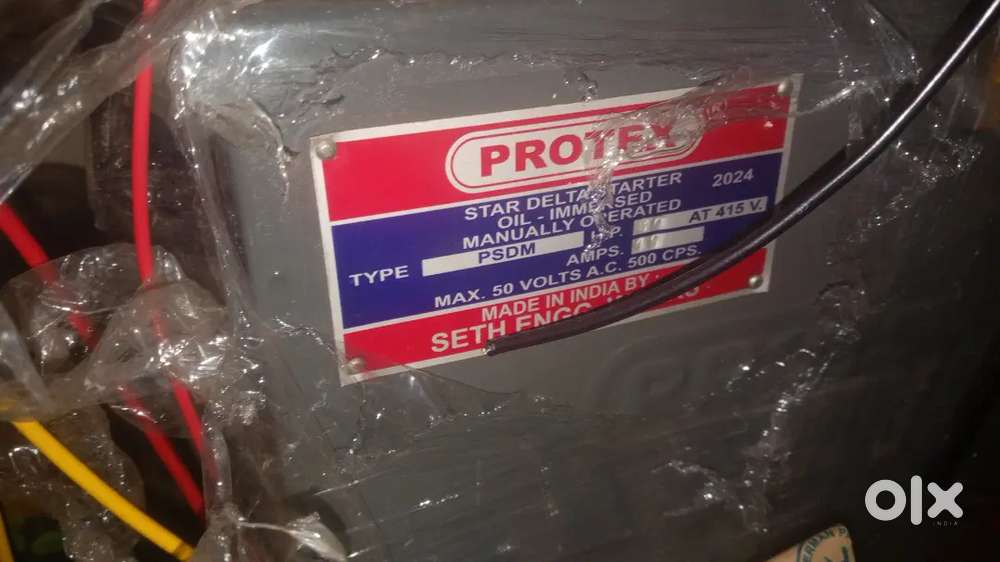 PROTEX
STAR DELTA STARTER 2024
OIL - IMMERSED
MANUALLY OPERATED
TYPE PSDM H.P. AT 415 V.
AMPS.
MAX. 50 VOLTS A.C. 500 CPS.
MADE IN INDIA BY :
SETH ENGG.
olx
INDIA